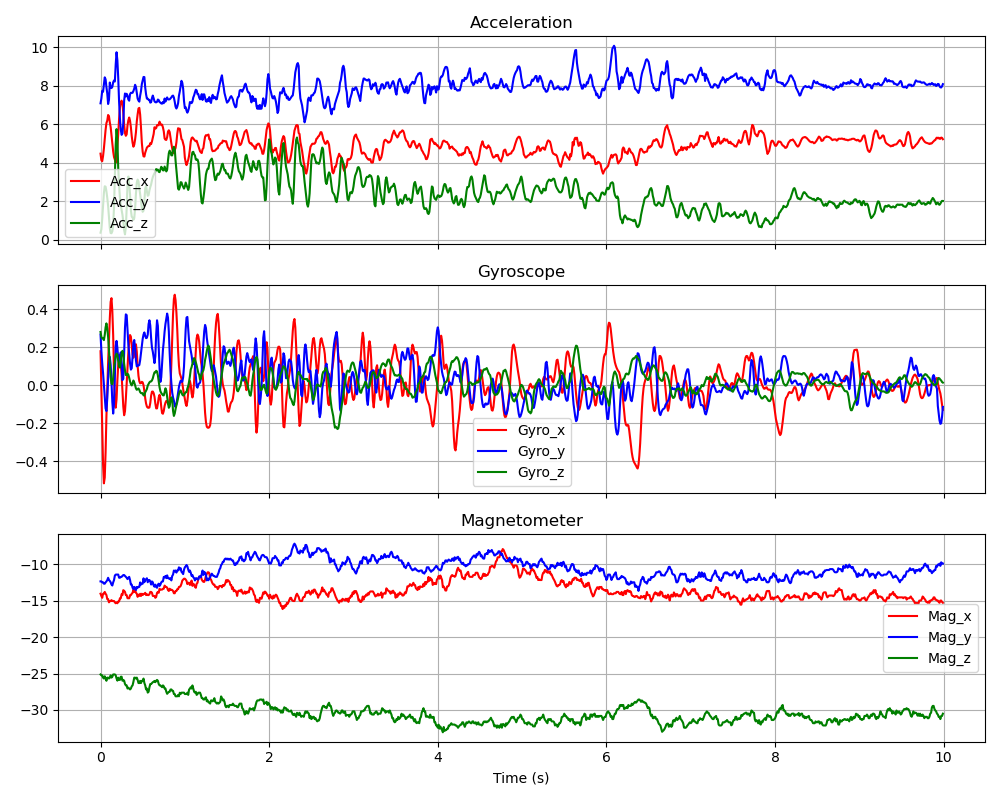 Acceleration
10
8
6
4
2
0
Acc_x
Acc_y
Acc_z
Gyroscope
0.4
0.2
0.0
−0.2
−0.4
Gyro_x
Gyro_y
Gyro_z
Magnetometer
−10
−15
−20
−25
−30
Mag_x
Mag_y
Mag_z
0 2 4 6 8 10
Time (s)